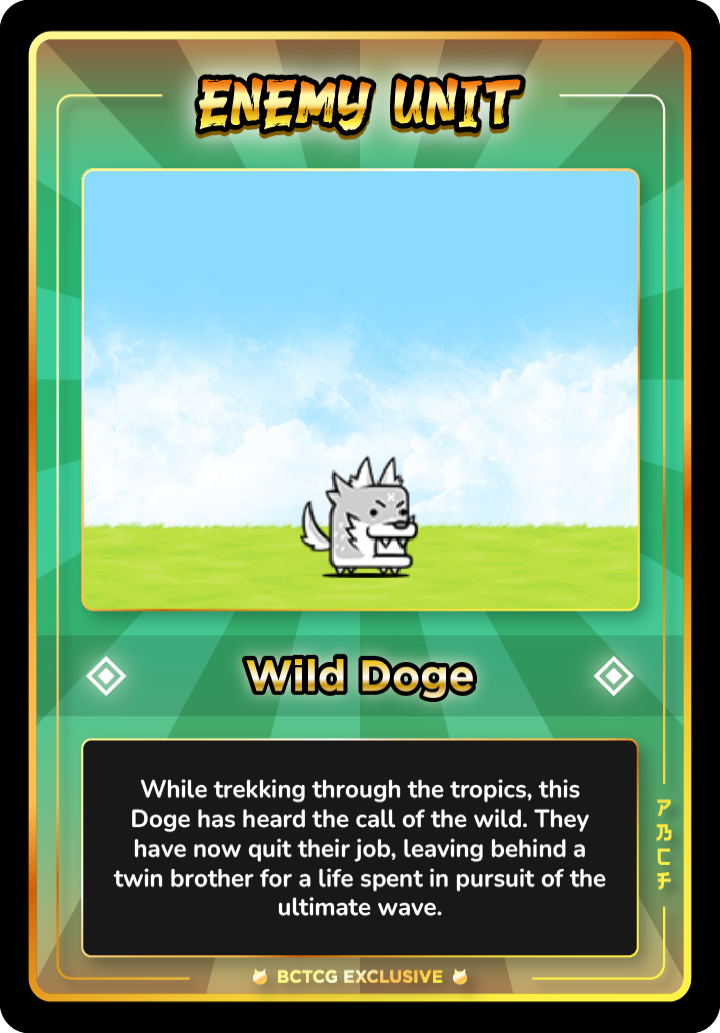 ENEMY UNIT
Wild Doge
While trekking through the tropics, this
Doge has heard the call of the wild. They
have now quit their job, leaving behind a
twin brother for a life spent in pursuit of the
ultimate wave.
BCTCG EXCLUSIVE